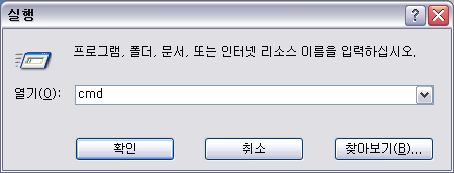 실행
프로그램, 폴더, 문서, 또는 인터넷 리소스 이름을 입력하십시오.
열기(O): cmd
확인 취소 찾아보기(B)...